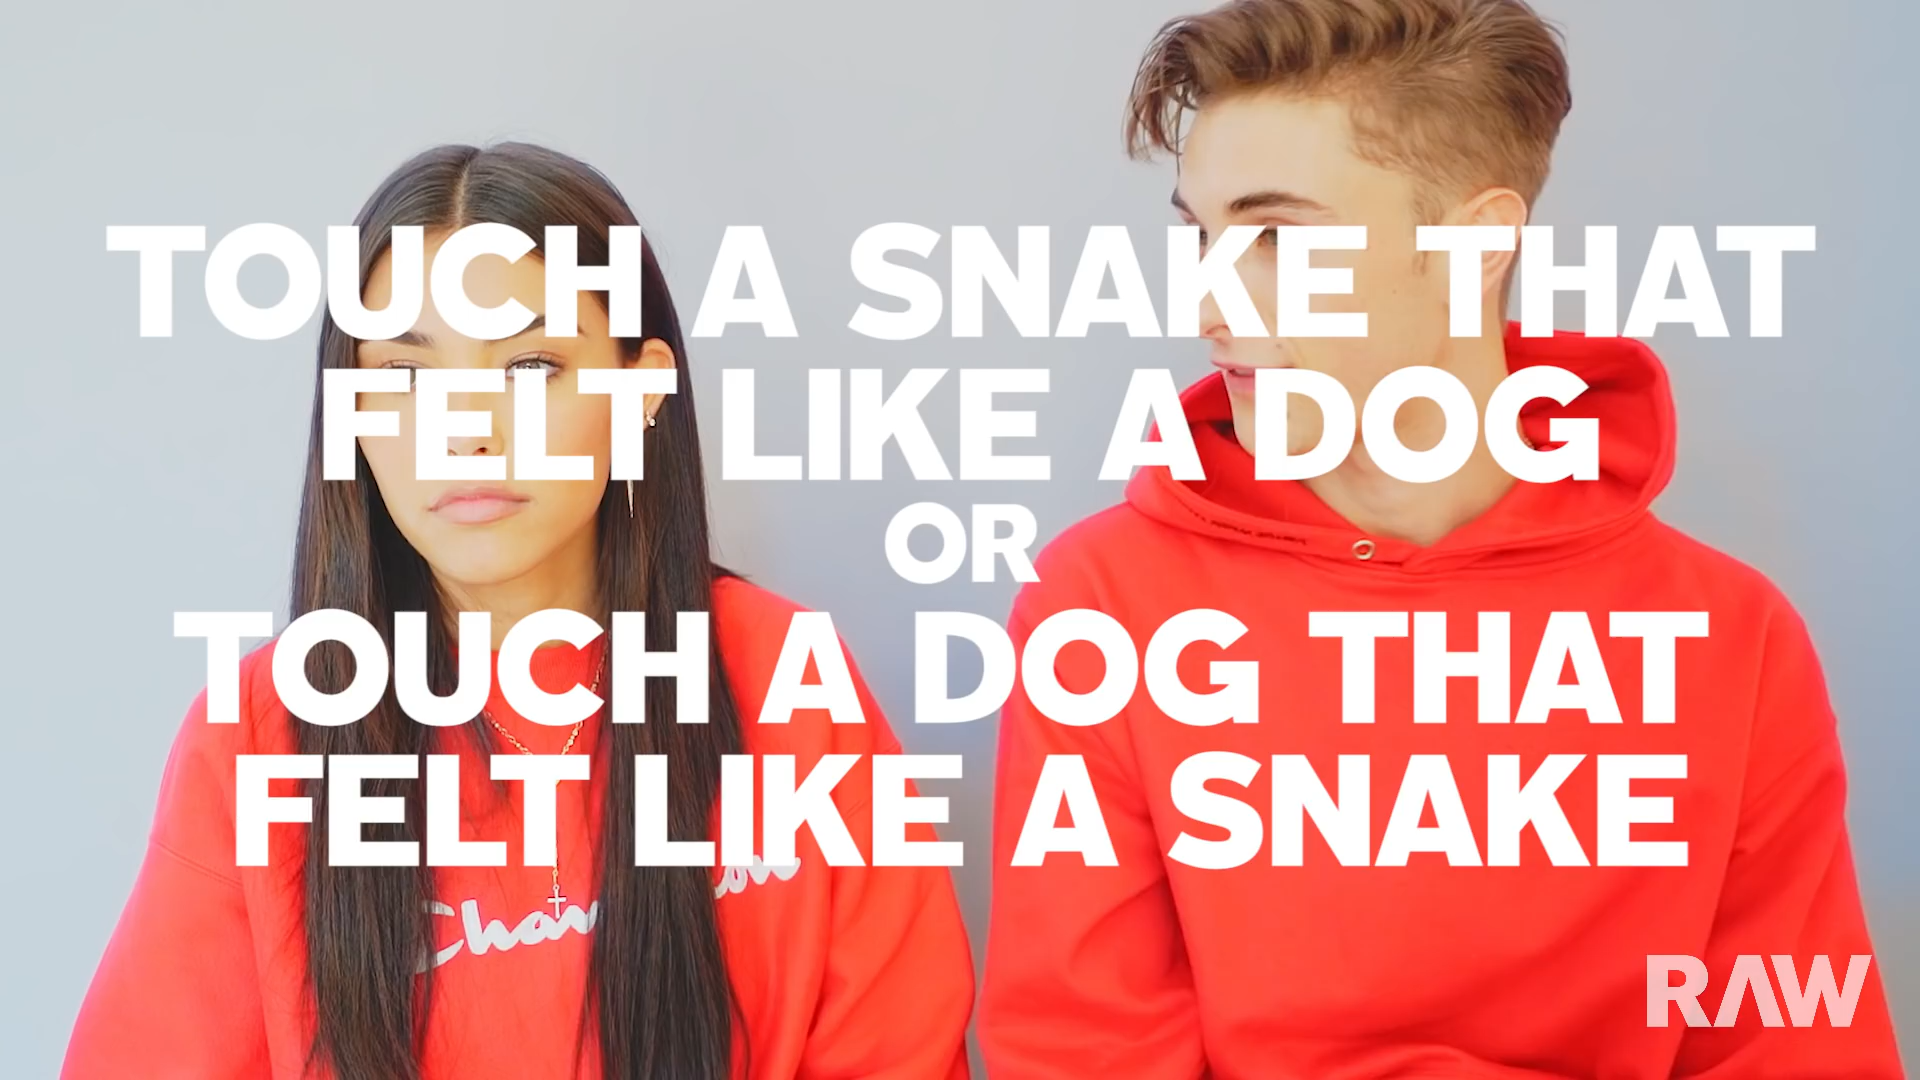 TOUCH A SNAKE THAT
FELT LIKE A DOG
OR
TOUCH A DOG THAT
FELT LIKE A SNAKE
RAW